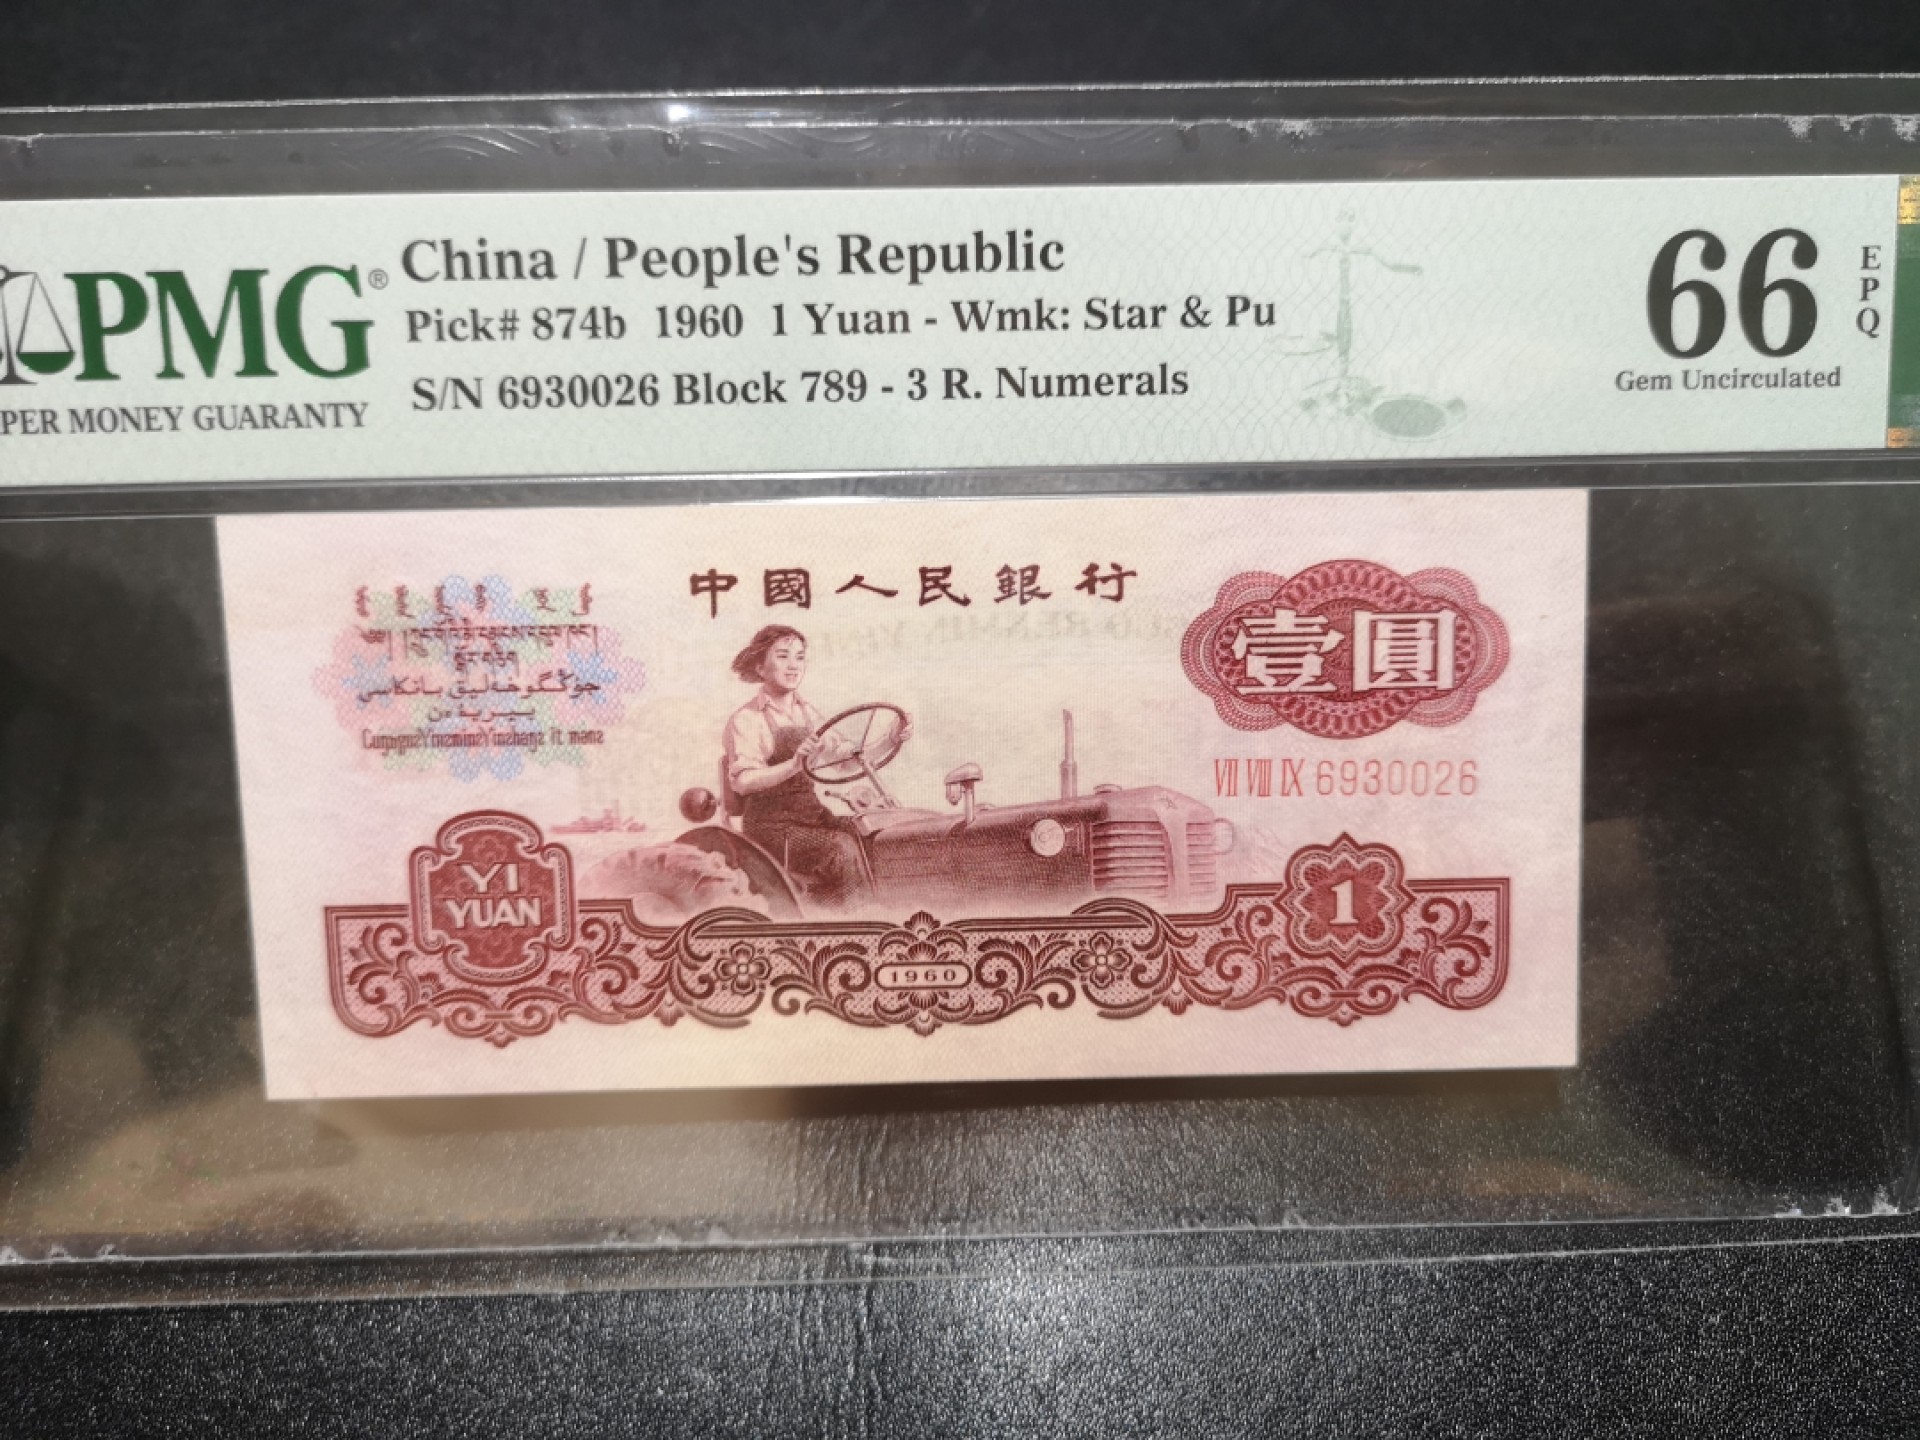 China / People's Republic
Pick# 874b 1960 1 Yuan - Wmk: Star & Pu
S/N 6930026 Block 789 - 3 R. Numerals
PMG®
PER MONEY GUARANTY
66
EPQ
Gem Uncirculated
中國人民銀行
壹圓
VII VIII IX 6930026
YI
YUAN
1
1960